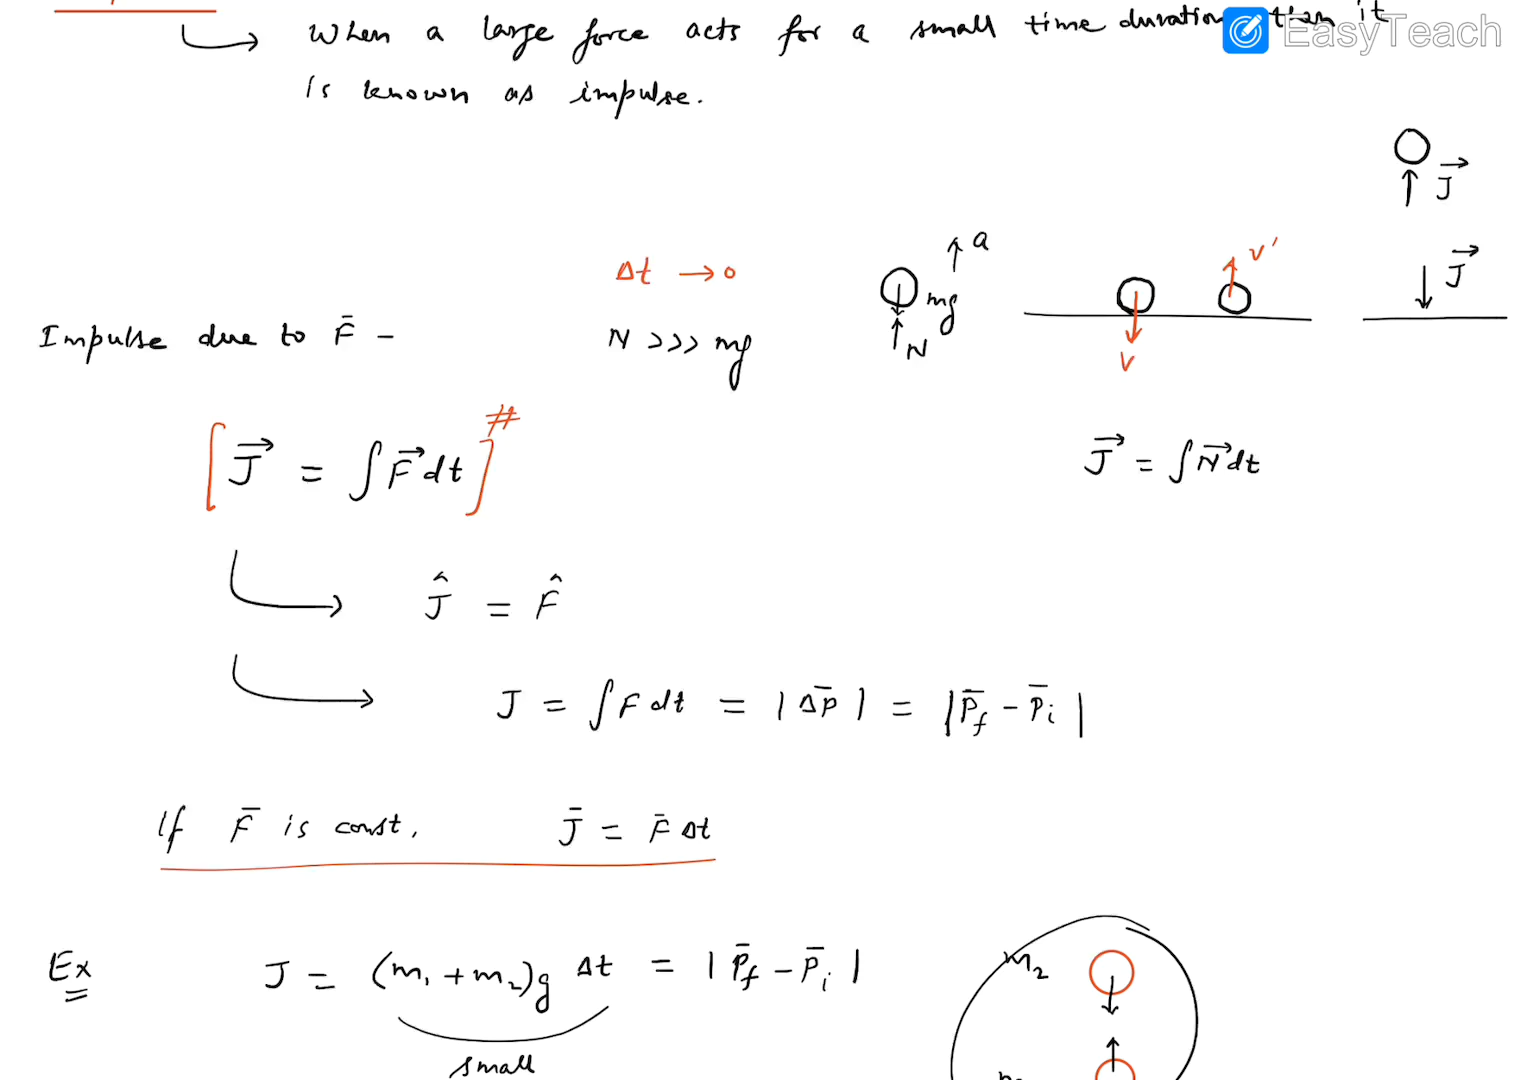 When a large force acts for a small time duration then it
EasyTeach
is known as impulse.
J⃗
a
Δt → 0
mg
N
v'
v
J⃗
Impulse due to F̄ -
N >>> mg
[J⃗ = ∫F⃗dt]#
J⃗ = ∫N⃗dt
Ĵ = F̂
J = ∫Fdt = |Δp̄| = |p̄f - p̄i|
If F̄ is const. J̄ = F̄ Δt
Ex J = (m₁ + m₂)g Δt = |p̄f - p̄i|
small
m₂